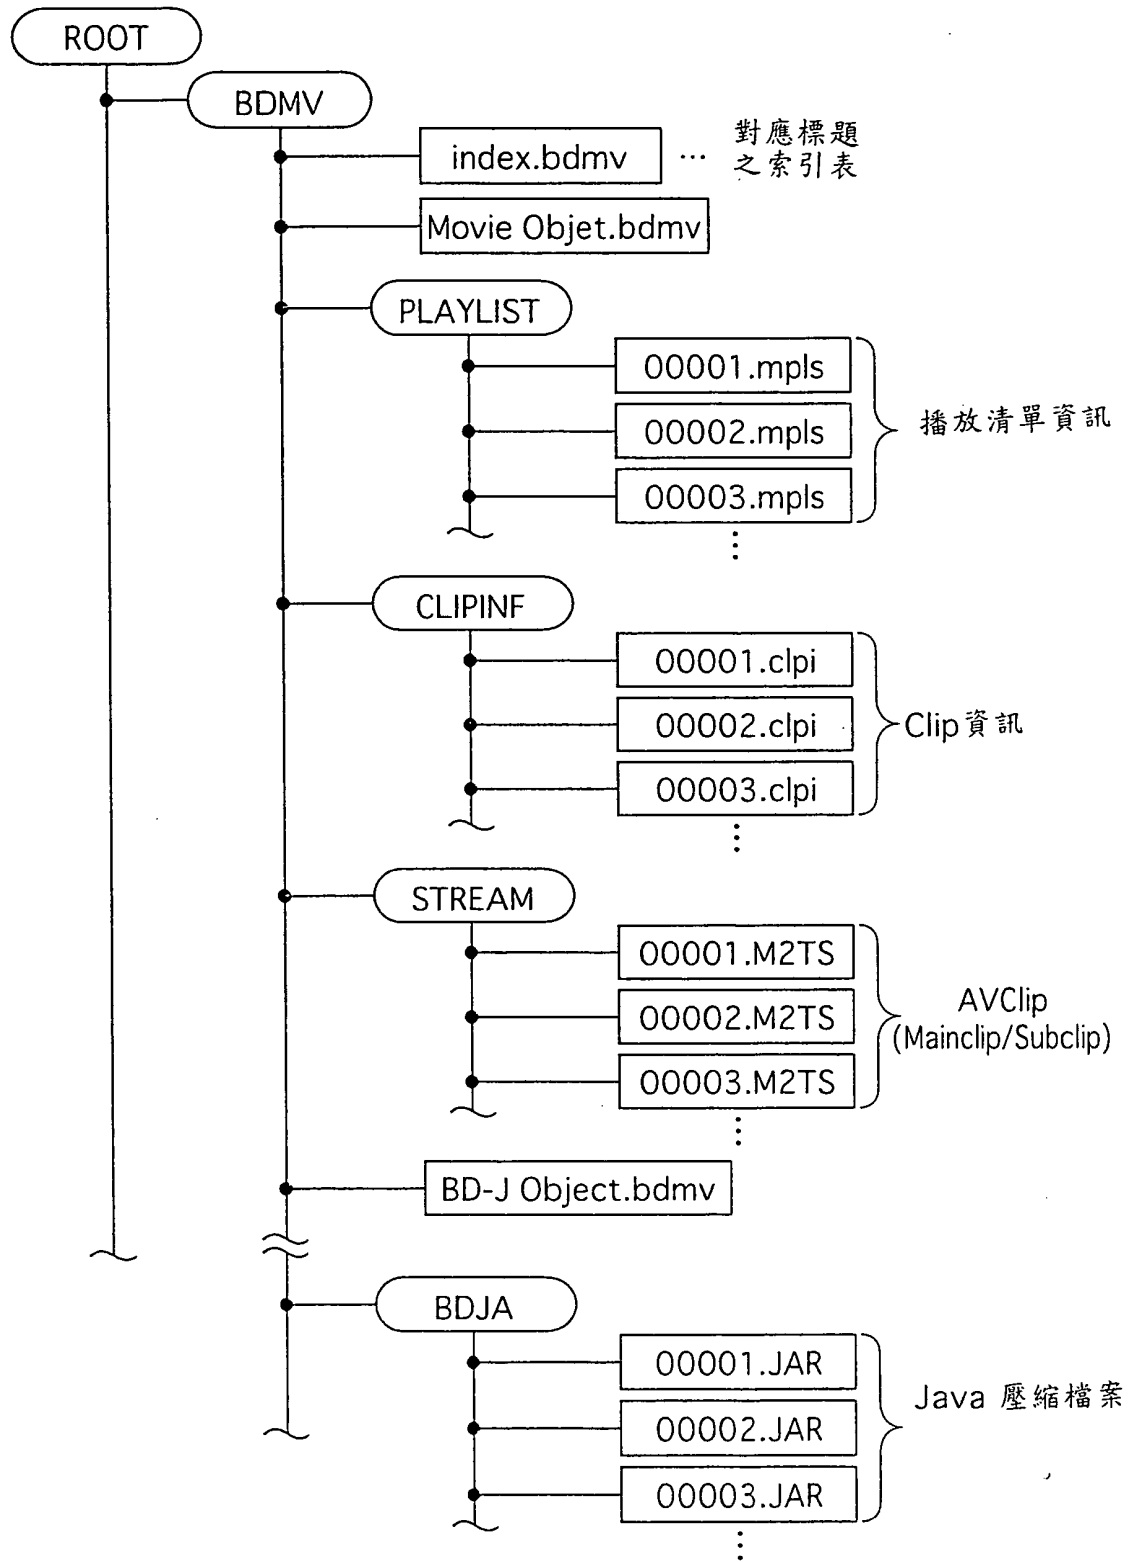 ROOT
BDMV
index.bdmv … 對應標題
之索引表
Movie Objet.bdmv
PLAYLIST
00001.mpls
00002.mpls
播放清單資訊
00003.mpls
CLIPINF
00001.clpi
00002.clpi
Clip資訊
00003.clpi
STREAM
00001.M2TS
00002.M2TS
AVClip
(Mainclip/Subclip)
00003.M2TS
BD-J Object.bdmv
BDJA
00001.JAR
00002.JAR
Java 壓縮檔案
00003.JAR